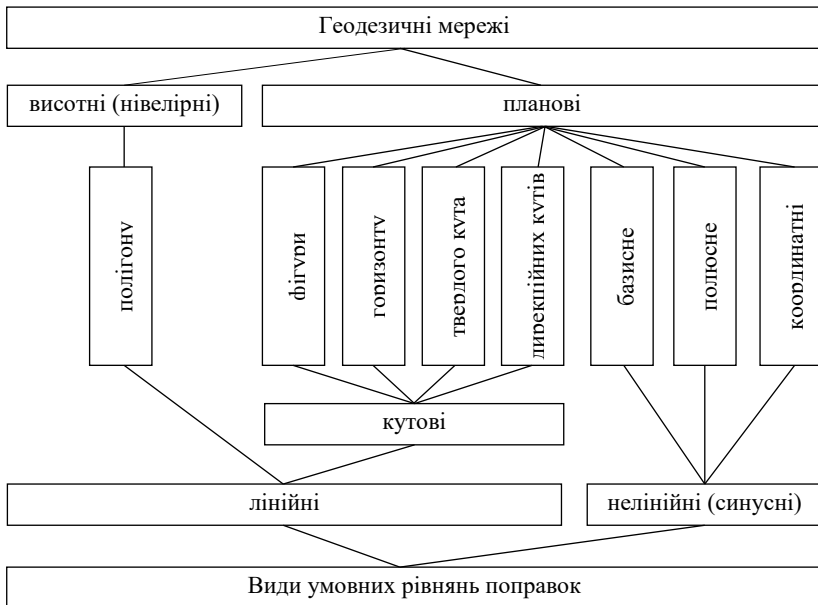 Геодезичні мережі
висотні (нівелірні)
планові
полігону
фігури
горизонту
твердого кута
дирекційних кутів
базисне
полюсне
координатні
кутові
лінійні
нелінійні (синусні)
Види умовних рівнянь поправок